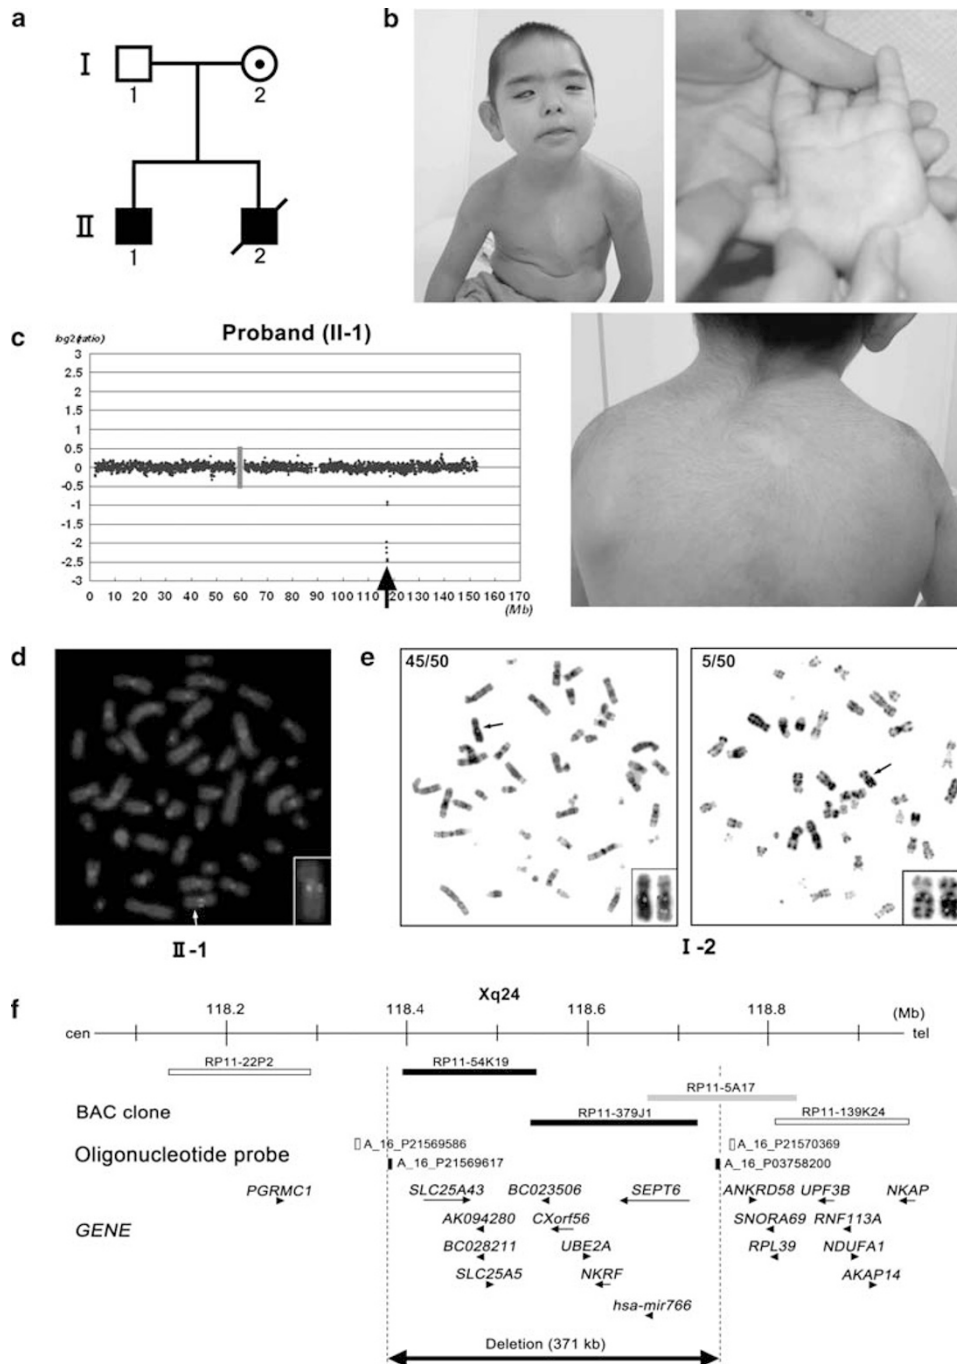 a
b
I
1
2
II
1
2
c
log2(ratio)
Proband (II-1)
3
2.5
2
1.5
1
0.5
0
-0.5
-1
-1.5
-2
-2.5
-3
0 10 20 30 40 50 60 70 80 90 100 110 120 130 140 150 160 170
(Mb)
d
e
45/50
5/50
II-1
I-2
f
Xq24
118.2 118.4 118.6 118.8 (Mb)
cen tel
RP11-22P2 RP11-54K19
RP11-5A17
BAC clone RP11-379J1 RP11-139K24
A_16_P21569586 A_16_P21570369
Oligonucleotide probe A_16_P21569617 A_16_P03758200
PGRMC1 SLC25A43 BC023506 SEPT6 ANKRD58 UPF3B NKAP
GENE AK094280 CXorf56 SNORA69 RNF113A
BC028211 UBE2A RPL39 NDUFA1
SLC25A5 NKRF AKAP14
hsa-mir766
Deletion (371 kb)